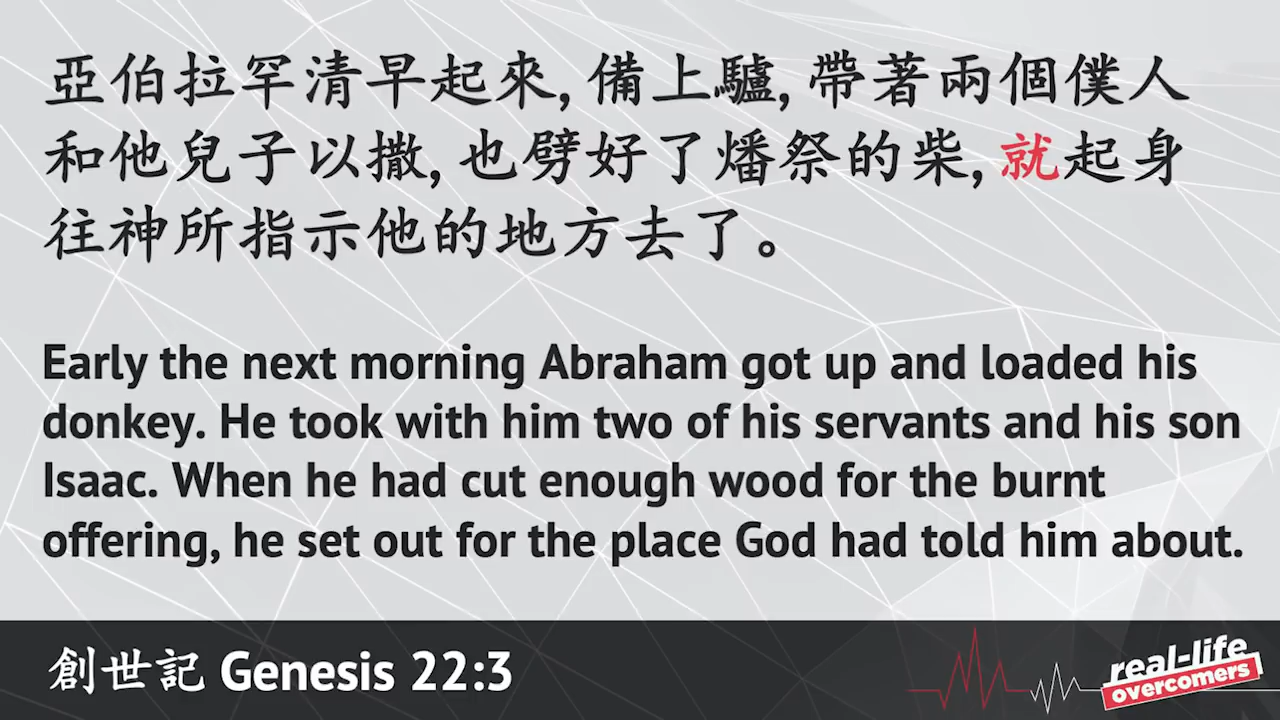 亞伯拉罕清早起來, 備上驢, 帶著兩個僕人
和他兒子以撒, 也劈好了燔祭的柴, 就起身
往神所指示他的地方去了。
Early the next morning Abraham got up and loaded his
donkey. He took with him two of his servants and his son
Isaac. When he had cut enough wood for the burnt
offering, he set out for the place God had told him about.
創世記 Genesis 22:3
real-life
overcomers